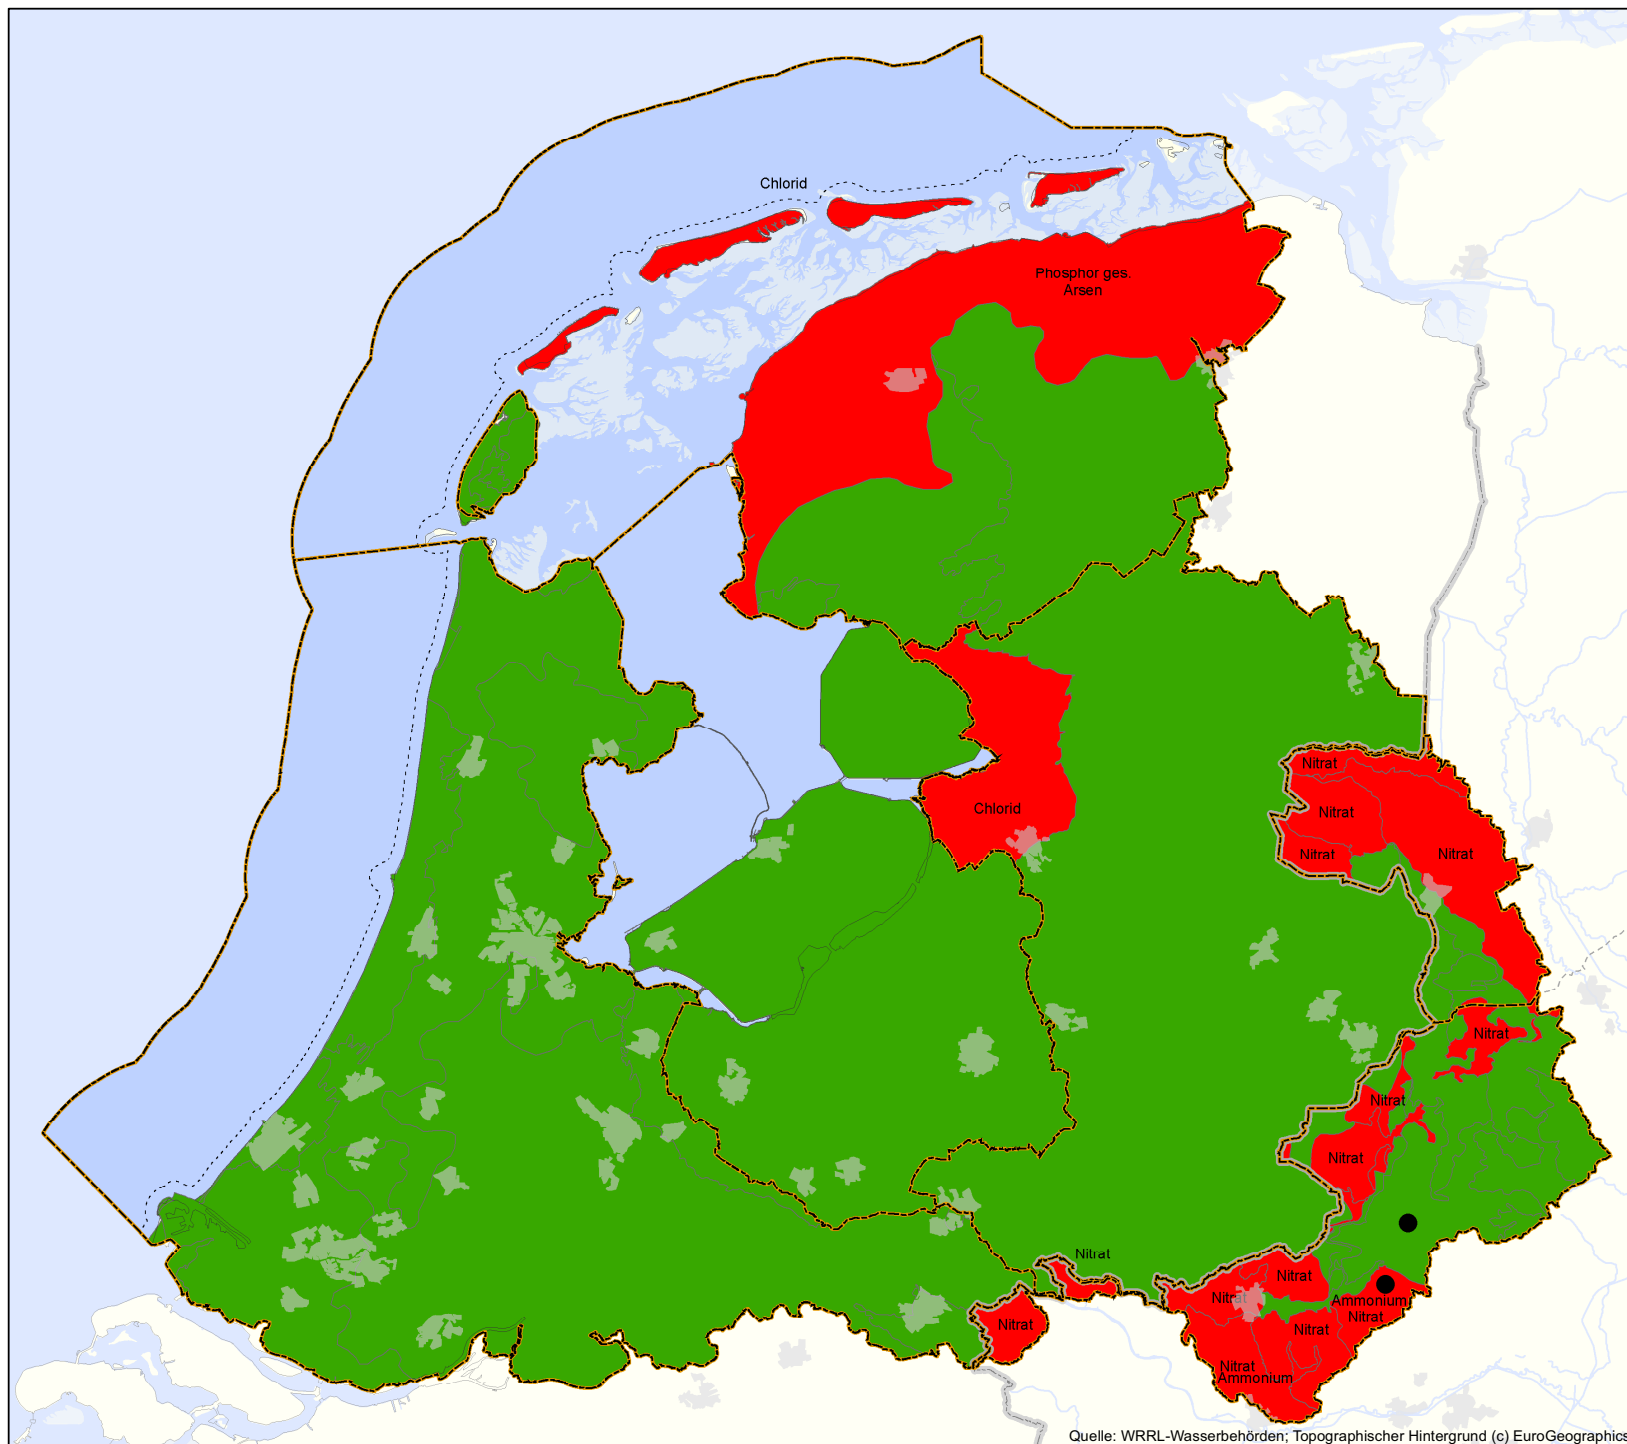 Chlorid
Phosphor ges.
Arsen
Nitrat
Chlorid
Nitrat
Nitrat
Nitrat
Nitrat
Nitrat
Nitrat
Nitrat
Nitrat
Nitrat
Ammonium
Nitrat
Nitrat
Nitrat
Nitrat
Ammonium
Quelle: WRRL-Wasserbehörden; Topographischer Hintergrund (c) EuroGeographics